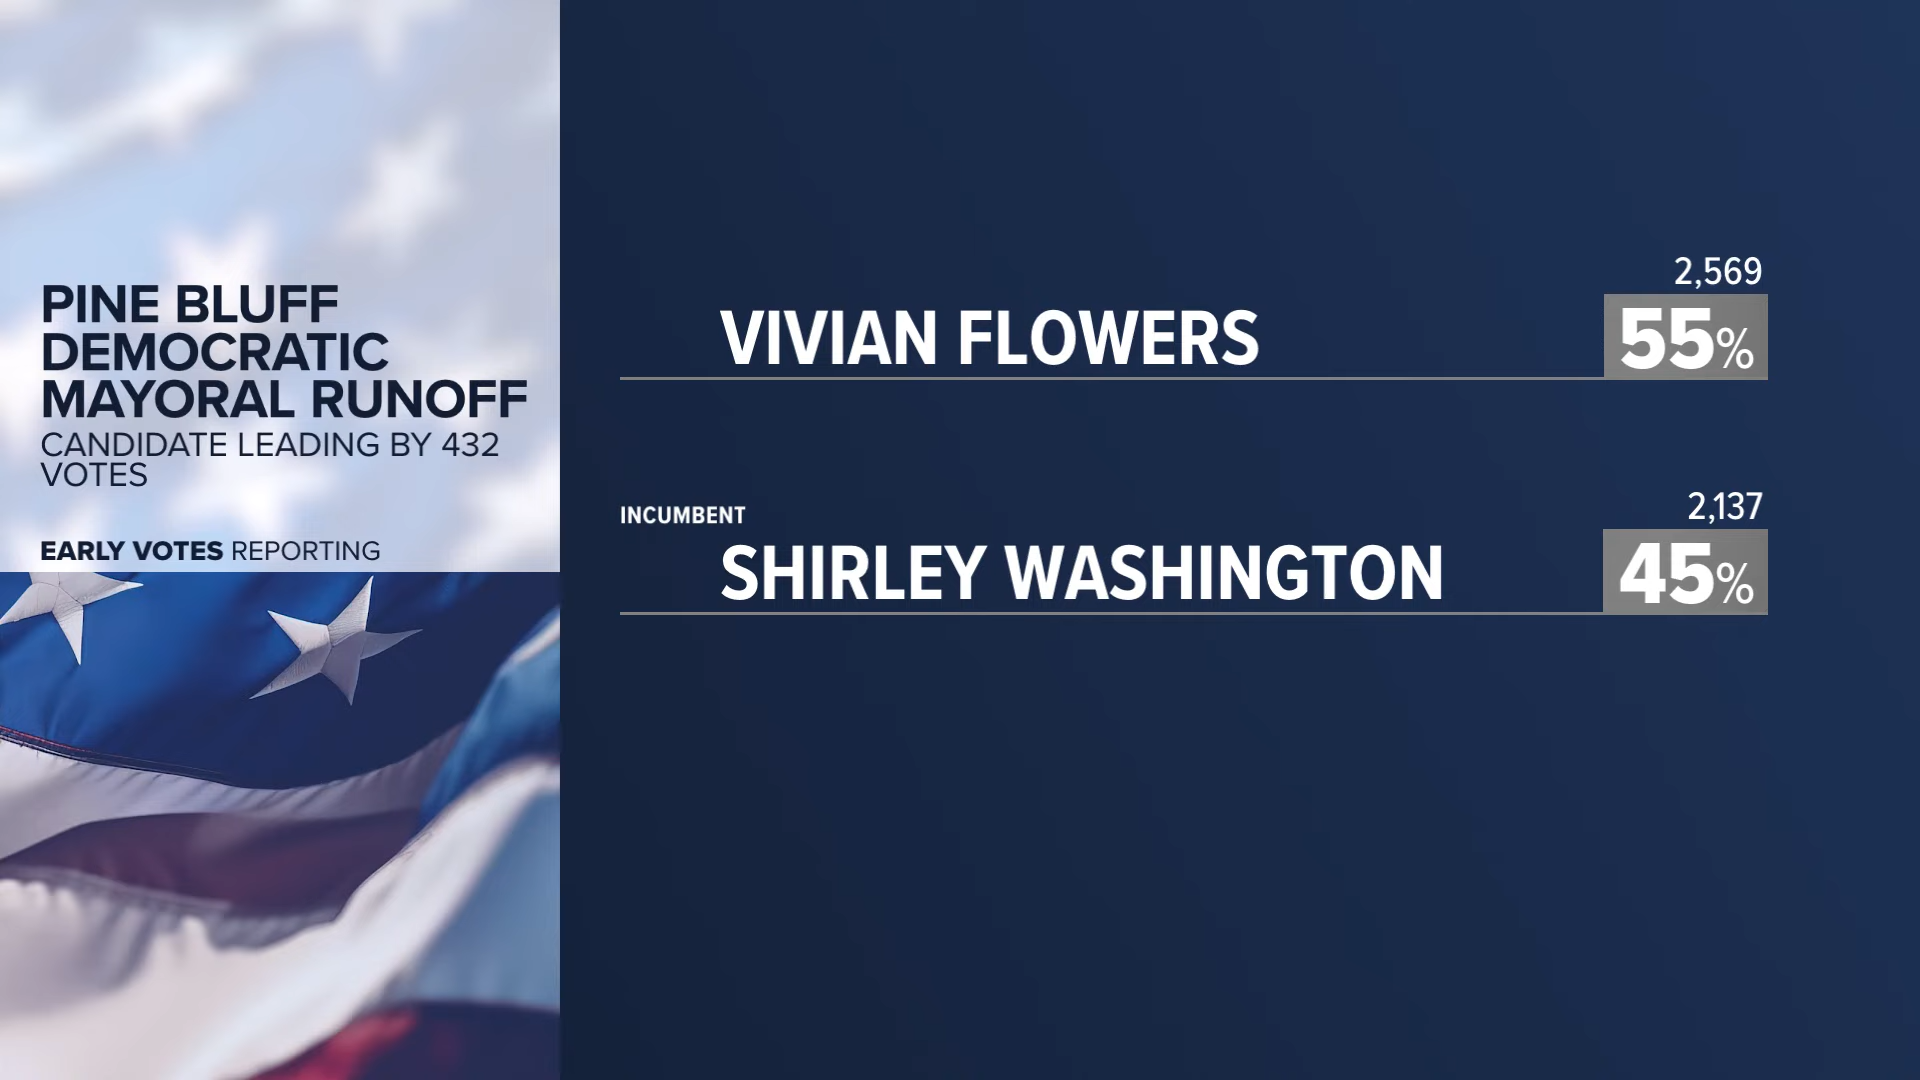 PINE BLUFF
DEMOCRATIC
MAYORAL RUNOFF
CANDIDATE LEADING BY 432
VOTES
EARLY VOTES REPORTING
2,569
VIVIAN FLOWERS 55%
INCUMBENT
2,137
SHIRLEY WASHINGTON 45%